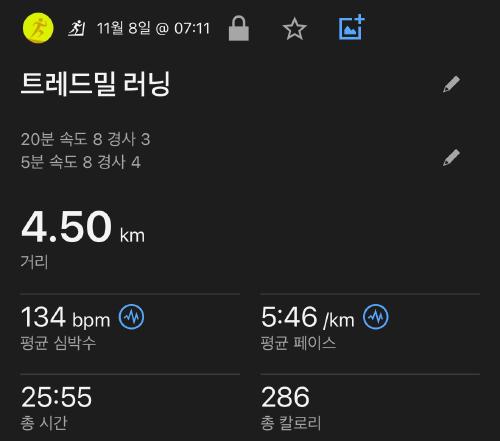 11월 8일 @ 07:11
트레드밀 러닝
20분 속도 8 경사 3
5분 속도 8 경사 4
4.50 km
거리
134 bpm
평균 심박수
5:46 /km
평균 페이스
25:55
총 시간
286
총 칼로리